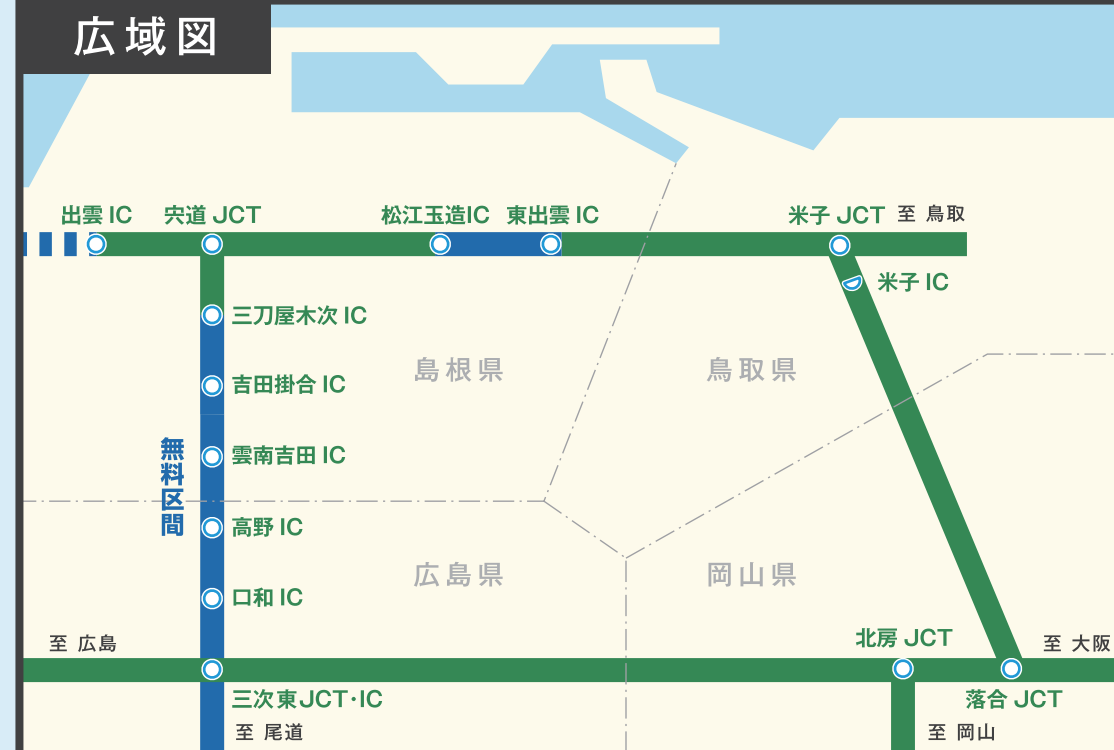 広域図
出雲 IC
宍道 JCT
松江玉造IC
東出雲 IC
米子 JCT
至 鳥取
米子 IC
三刀屋木次 IC
島根県
鳥取県
吉田掛合 IC
無料区間
雲南吉田 IC
高野 IC
広島県
岡山県
口和 IC
至 広島
北房 JCT
至 大阪
三次東JCT・IC
落合 JCT
至 尾道
至 岡山